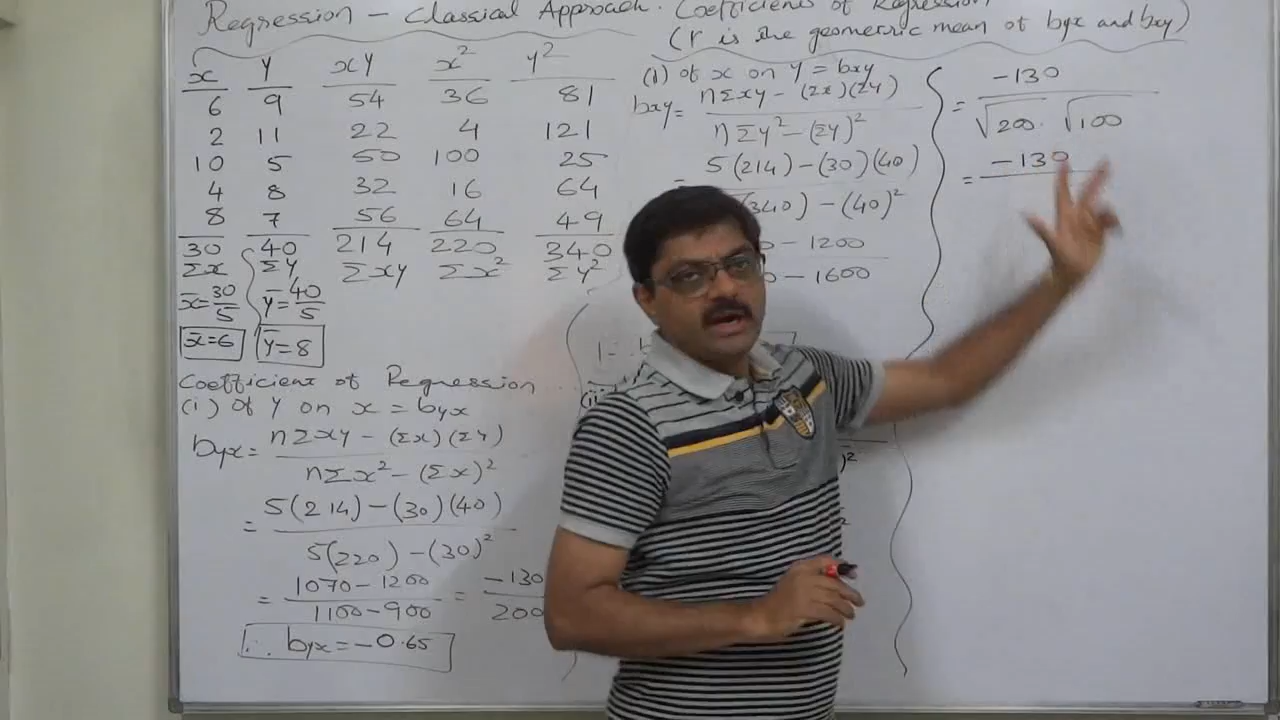 Regression – Classical Approach. Coefficients of Regression
(r is the geometric mean of byx and bxy)
x y xy x² y²
6 9 54 36 81
2 11 22 4 121
10 5 50 100 25
4 8 32 16 64
8 7 56 64 49
30 40 214 220 340
Σx Σy Σxy Σx² Σy²
x̄ = 30/5 ȳ = 40/5
x̄ = 6 ȳ = 8
Coefficient of Regression
(i) Of y on x = byx
byx = nΣxy – (Σx)(Σy) / nΣx² – (Σx)²
= 5(214) – (30)(40) / 5(220) – (30)²
= 1070 – 1200 / 1100 – 900 = –130 / 200
∴ byx = –0.65
(i) of x on y = bxy
bxy = nΣxy – (Σx)(Σy) / nΣy² – (Σy)²
= 5(214) – (30)(40) / (340) – (40)²
– 1200 / – 1600
(ii)
= –130 / √200 . √100
= –130